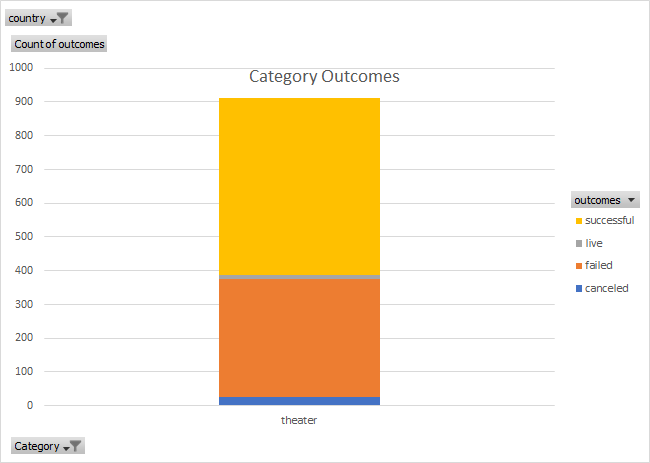 country
Count of outcomes
Category Outcomes
1000
900
800
700
600
500
400
300
200
100
0
theater
outcomes
successful
live
failed
canceled
Category